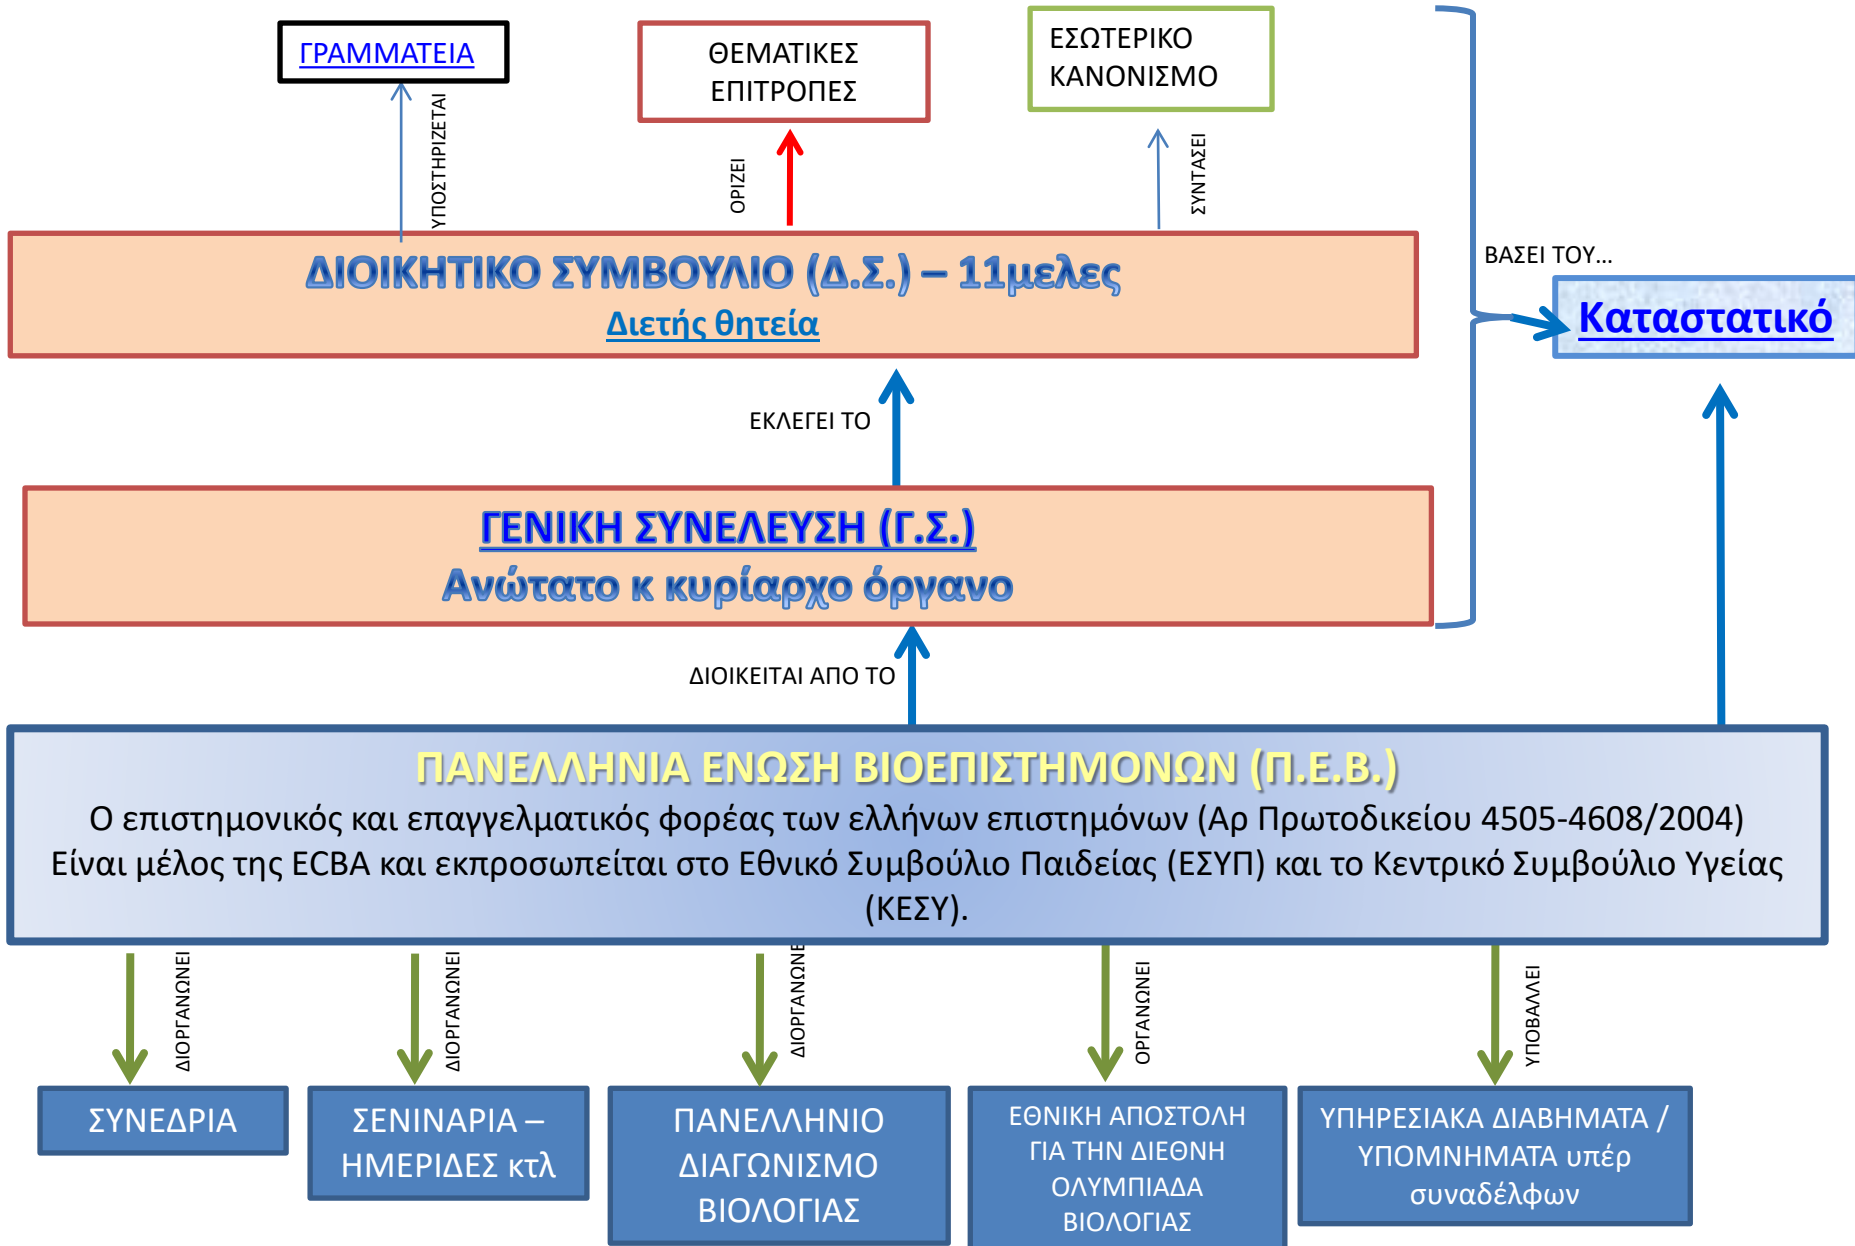 ΓΡΑΜΜΑΤΕΙΑ
ΘΕΜΑΤΙΚΕΣ
ΕΠΙΤΡΟΠΕΣ
ΕΣΩΤΕΡΙΚΟ
ΚΑΝΟΝΙΣΜΟ
ΥΠΟΣΤΗΡΙΖΕΤΑΙ
ΟΡΙΖΕΙ
ΣΥΝΤΑΣΕΙ
ΔΙΟΙΚΗΤΙΚΟ ΣΥΜΒΟΥΛΙΟ (Δ.Σ.) – 11μελες
Διετής θητεία
ΒΑΣΕΙ ΤΟΥ...
Καταστατικό
ΕΚΛΕΓΕΙ ΤΟ
ΓΕΝΙΚΗ ΣΥΝΕΛΕΥΣΗ (Γ.Σ.)
Ανώτατο κ κυρίαρχο όργανο
ΔΙΟΙΚΕΙΤΑΙ ΑΠΟ ΤΟ
ΠΑΝΕΛΛΗΝΙΑ ΕΝΩΣΗ ΒΙΟΕΠΙΣΤΗΜΟΝΩΝ (Π.Ε.Β.)
Ο επιστημονικός και επαγγελματικός φορέας των ελλήνων επιστημόνων (Αρ Πρωτοδικείου 4505-4608/2004)
Είναι μέλος της ECBA και εκπροσωπείται στο Εθνικό Συμβούλιο Παιδείας (ΕΣΥΠ) και το Κεντρικό Συμβούλιο Υγείας
(ΚΕΣΥ).
ΔΙΟΡΓΑΝΩΝΕΙ
ΔΙΟΡΓΑΝΩΝΕΙ
ΔΙΟΡΓΑΝΩΝΕΙ
ΟΡΓΑΝΩΝΕΙ
ΥΠΟΒΑΛΛΕΙ
ΣΥΝΕΔΡΙΑ
ΣΕΝΙΝΑΡΙΑ –
ΗΜΕΡΙΔΕΣ κτλ
ΠΑΝΕΛΛΗΝΙΟ
ΔΙΑΓΩΝΙΣΜΟ
ΒΙΟΛΟΓΙΑΣ
ΕΘΝΙΚΗ ΑΠΟΣΤΟΛΗ
ΓΙΑ ΤΗΝ ΔΙΕΘΝΗ
ΟΛΥΜΠΙΑΔΑ
ΒΙΟΛΟΓΙΑΣ
ΥΠΗΡΕΣΙΑΚΑ ΔΙΑΒΗΜΑΤΑ /
ΥΠΟΜΝΗΜΑΤΑ υπέρ
συναδέλφων